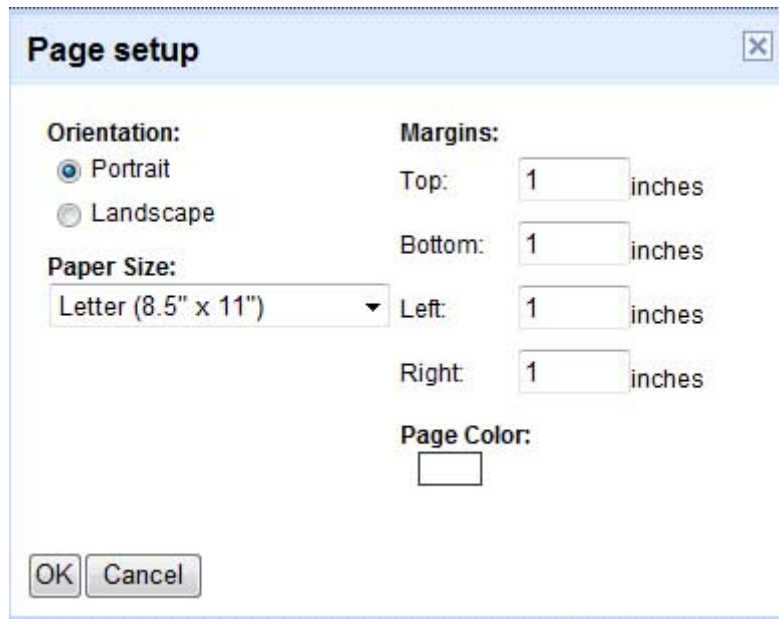 Page setup
Orientation:
Portrait
Landscape
Paper Size:
Letter (8.5" x 11")
Margins:
Top: 1 inches
Bottom: 1 inches
Left: 1 inches
Right: 1 inches
Page Color:
OK Cancel